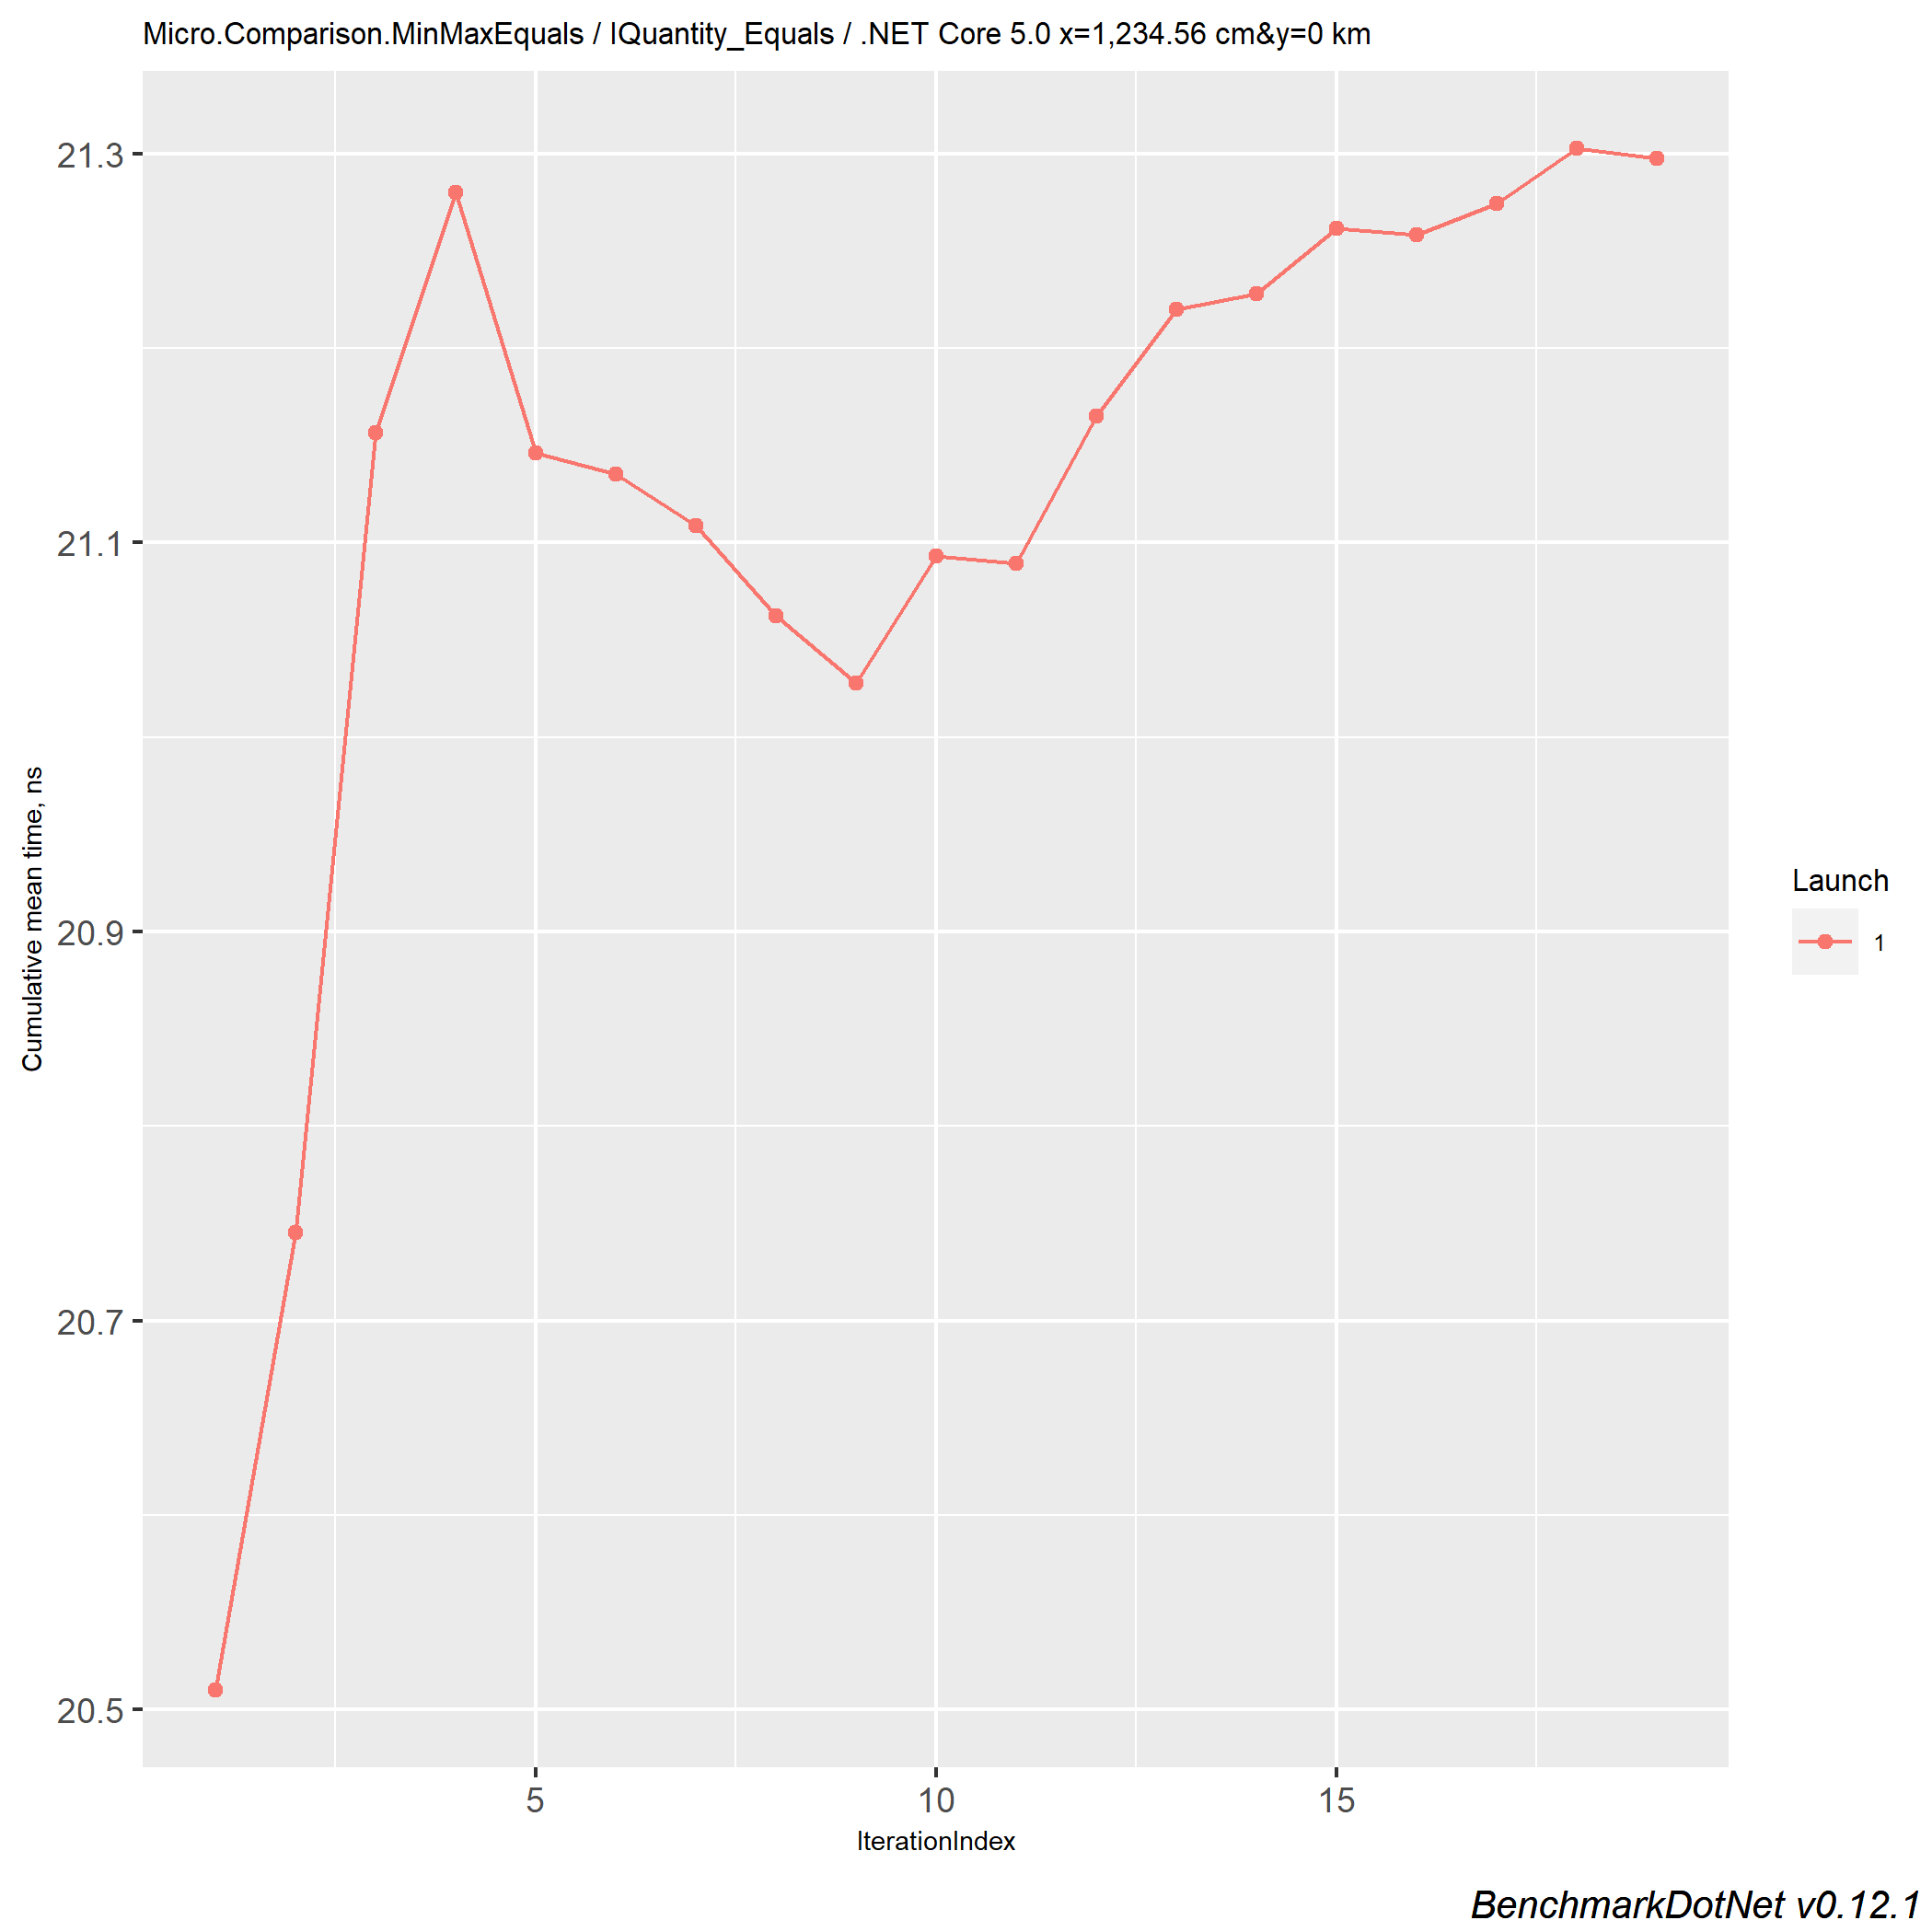 Micro.Comparison.MinMaxEquals / IQuantity_Equals / .NET Core 5.0 x=1,234.56 cm&y=0 km
21.3
21.1
20.9
20.7
20.5
Cumulative mean time, ns
5
10
15
IterationIndex
Launch
1
BenchmarkDotNet v0.12.1